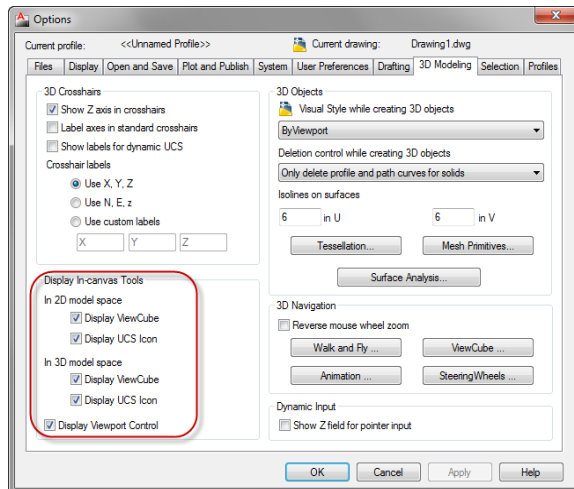 Options
Current profile: <<Unnamed Profile>> Current drawing: Drawing1.dwg
Files Display Open and Save Plot and Publish System User Preferences Drafting 3D Modeling Selection Profiles
3D Crosshairs
Show Z axis in crosshairs
Label axes in standard crosshairs
Show labels for dynamic UCS
Crosshair labels
Use X, Y, Z
Use N, E, z
Use custom labels
X Y Z
Display In-canvas Tools
In 2D model space
Display ViewCube
Display UCS Icon
In 3D model space
Display ViewCube
Display UCS Icon
Display Viewport Control
3D Objects
Visual Style while creating 3D objects
ByViewport
Deletion control while creating 3D objects
Only delete profile and path curves for solids
Isolines on surfaces
6 in U 6 in V
Tessellation... Mesh Primitives...
Surface Analysis...
3D Navigation
Reverse mouse wheel zoom
Walk and Fly ... ViewCube ...
Animation ... SteeringWheels ...
Dynamic Input
Show Z field for pointer input
OK Cancel Apply Help